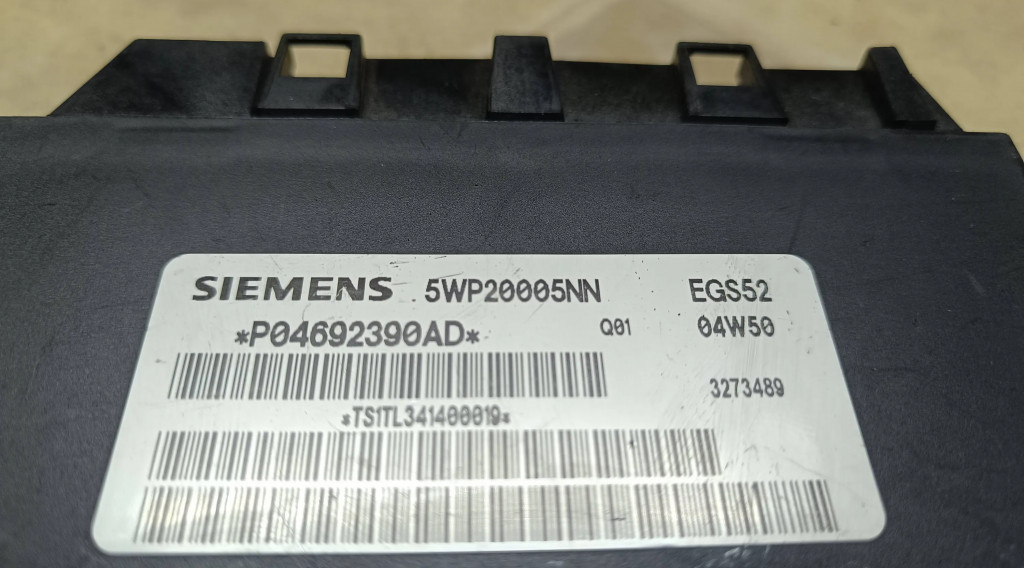 SIEMENS 5WP20005NN EGS52
*P04692390AD* Q01 04W50
3273489
*TS1TL341400019*